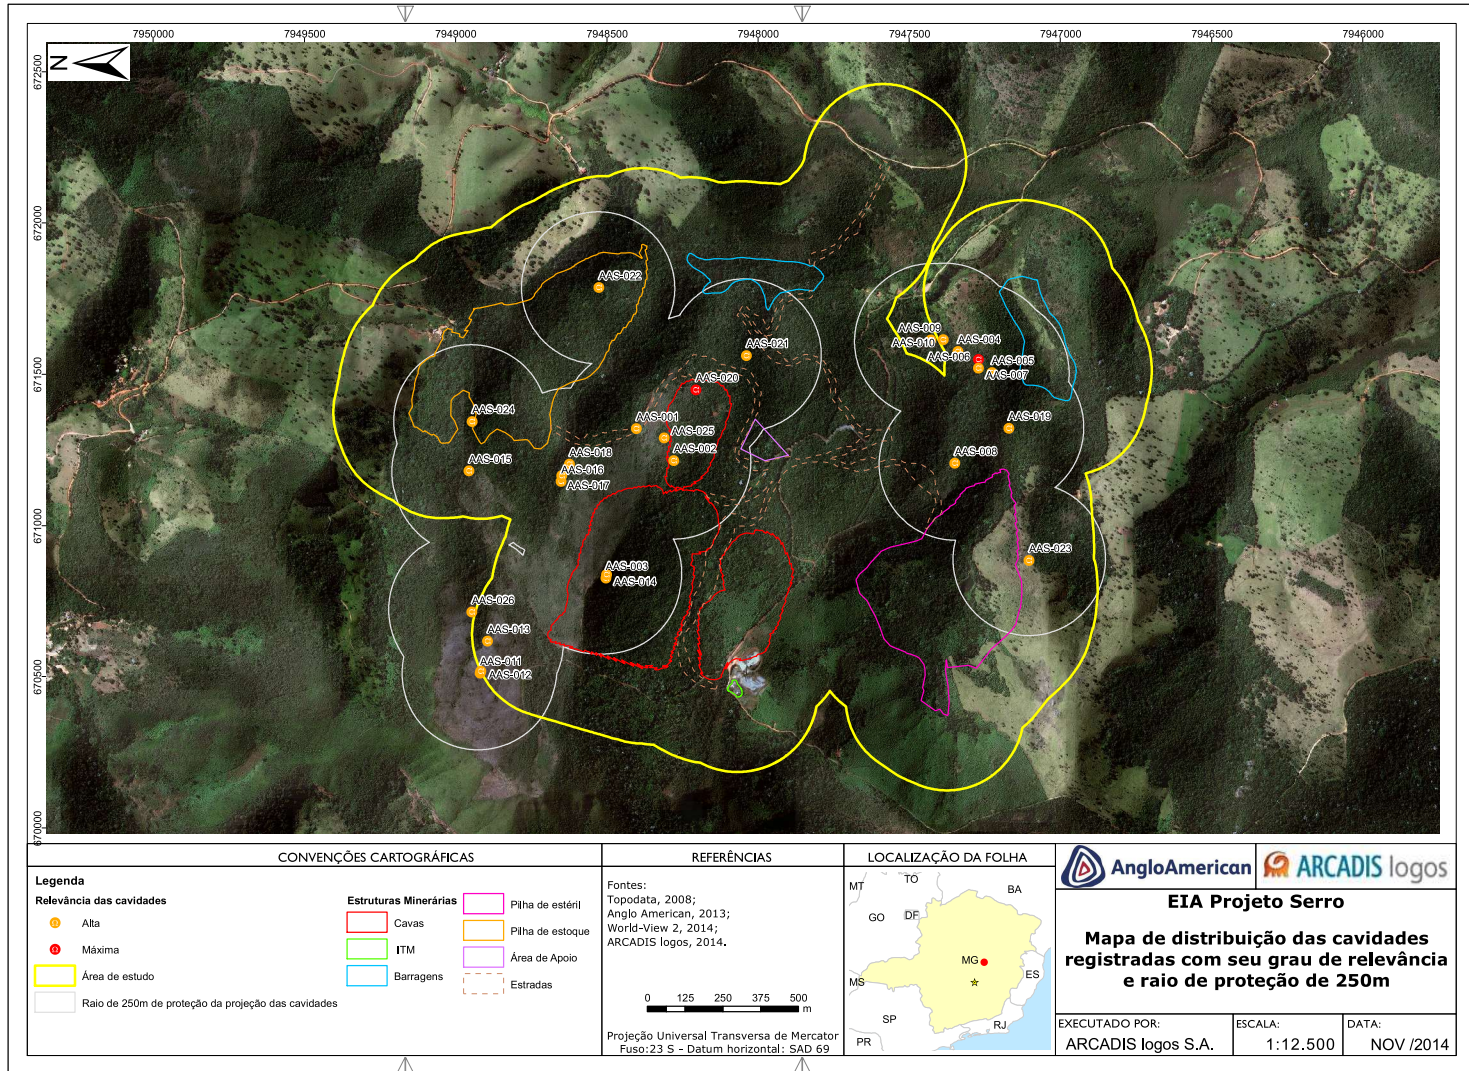 7950000
7949500
7949000
7948500
7948000
7947500
7947000
7946500
7946000
672500
672000
671500
671000
670500
670000
N
AAS-022
AAS-021
AAS-009
AAS-010
AAS-004
AAS-006
AAS-005
AAS-007
AAS-020
AAS-024
AAS-001
AAS-025
AAS-019
AAS-015
AAS-018
AAS-002
AAS-008
AAS-016
AAS-017
AAS-003
AAS-014
AAS-023
AAS-026
AAS-013
AAS-011
AAS-012
CONVENÇÕES CARTOGRÁFICAS
Legenda
Relevância das cavidades
Alta
Máxima
Área de estudo
Raio de 250m de proteção da projeção das cavidades
Estruturas Minerárias
Cavas
ITM
Barragens
Pilha de estéril
Pilha de estoque
Área de Apoio
Estradas
REFERÊNCIAS
Fontes:
Topodata, 2008;
Anglo American, 2013;
World-View 2, 2014;
ARCADIS logos, 2014.
0 125 250 375 500
m
Projeção Universal Transversa de Mercator
Fuso:23 S - Datum horizontal: SAD 69
LOCALIZAÇÃO DA FOLHA
MT
TO
BA
GO
DF
MG
ES
MS
SP
RJ
PR
AngloAmerican
ARCADIS logos
EIA Projeto Serro
Mapa de distribuição das cavidades
registradas com seu grau de relevância
e raio de proteção de 250m
EXECUTADO POR:
ARCADIS logos S.A.
ESCALA:
1:12.500
DATA:
NOV /2014